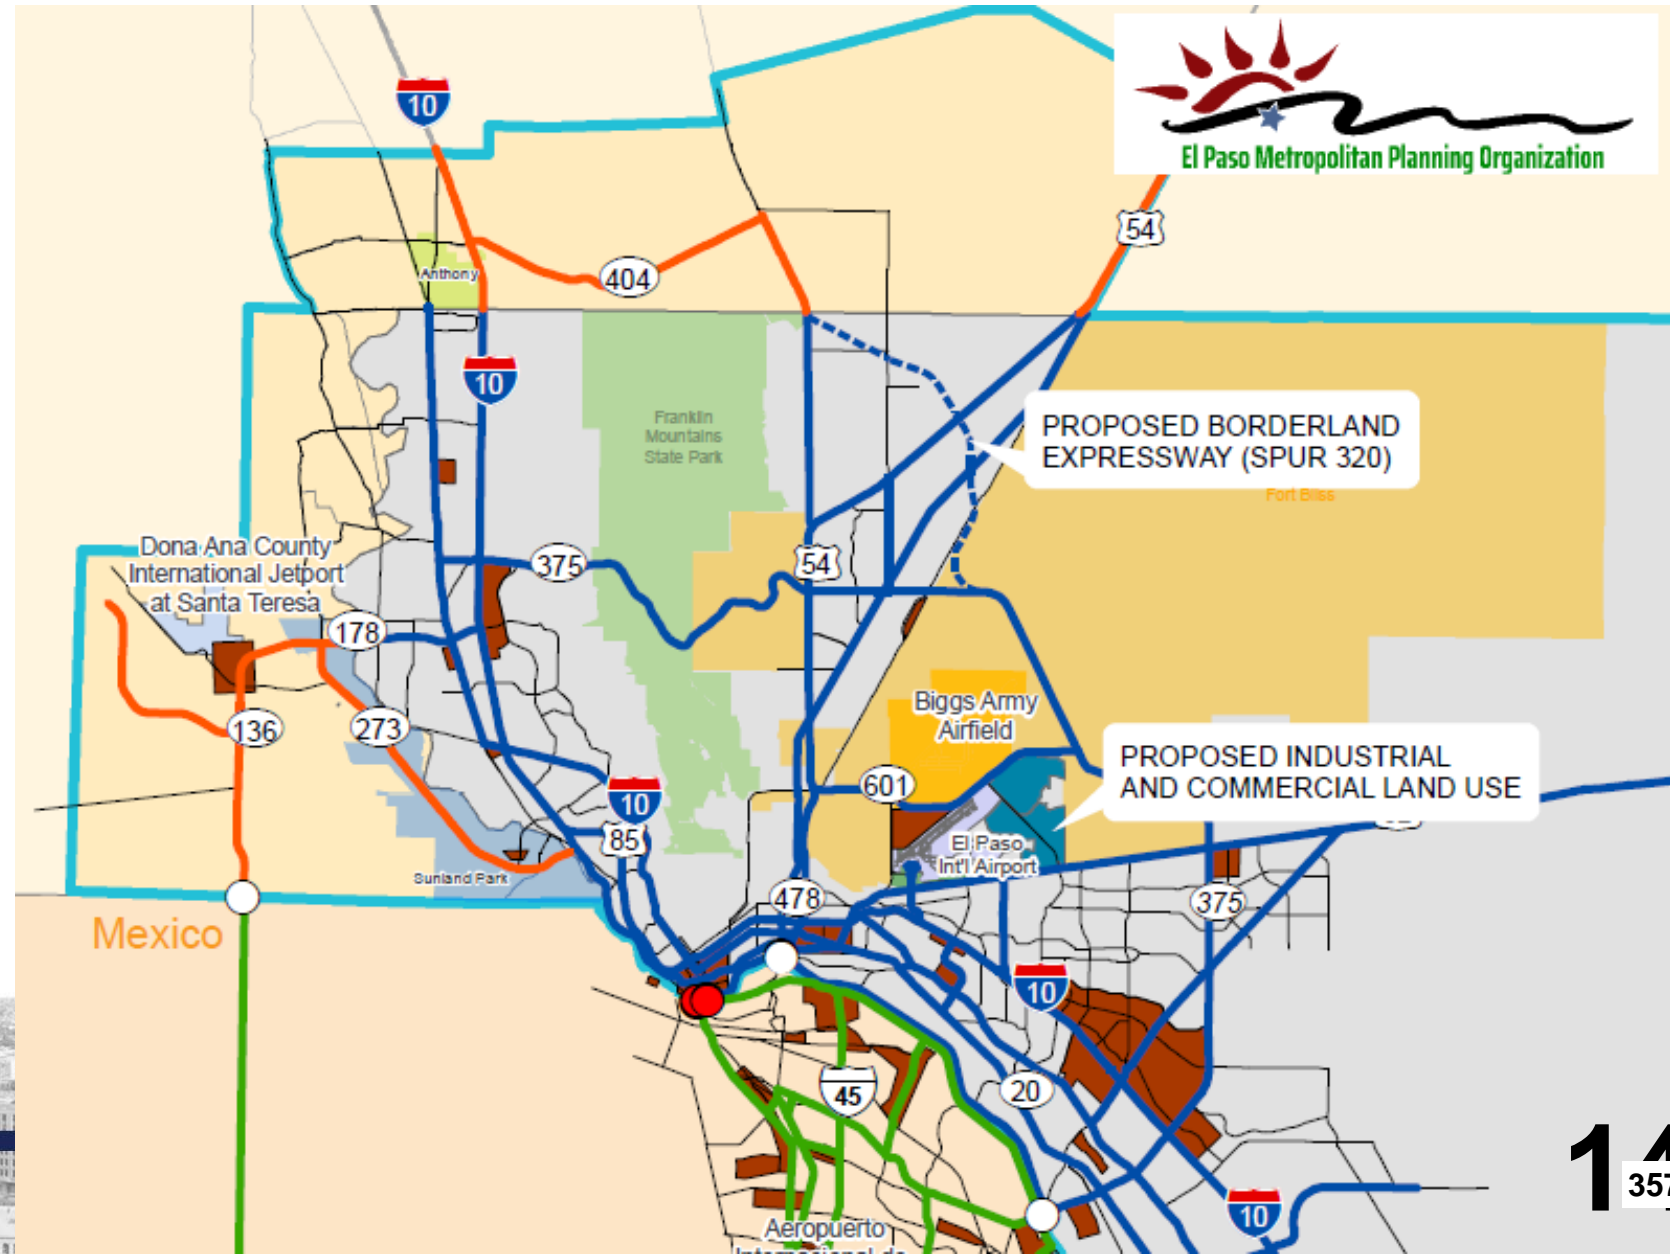 10
El Paso Metropolitan Planning Organization
54
Anthony
404
10
Franklin
Mountains
State Park
PROPOSED BORDERLAND
EXPRESSWAY (SPUR 320)
Fort Bliss
Dona Ana County
International Jetport
at Santa Teresa
375
54
178
136
273
Biggs Army
Airfield
PROPOSED INDUSTRIAL
AND COMMERCIAL LAND USE
601
10
85
El Paso
Int'l Airport
Sunland Park
478
375
Mexico
10
45
20
14
357
10
Aeropuerto
Internacional de